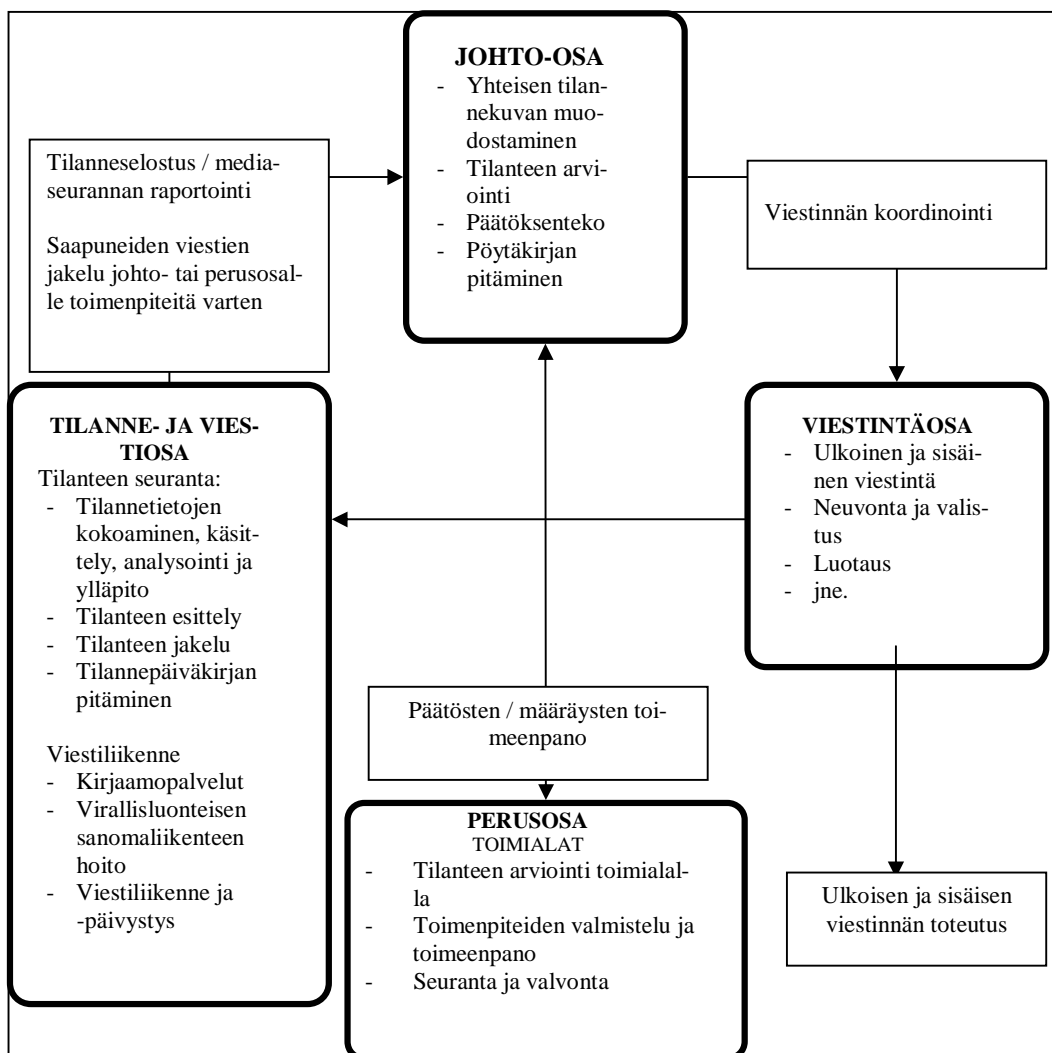 JOHTO-OSA
- Yhteisen tilan-
nekuvan muo-
dostaminen
- Tilanteen arvi-
ointi
- Päätöksenteko
- Pöytäkirjan
pitäminen
Tilanneselostus / media-
seurannan raportointi
Saapuneiden viestien
jakelu johto- tai perusosal-
le toimenpiteitä varten
Viestinnän koordinointi
TILANNE- JA VIES-
TIOSA
Tilanteen seuranta:
- Tilannetietojen
kokoaminen, käsit-
tely, analysointi ja
ylläpito
- Tilanteen esittely
- Tilanteen jakelu
- Tilannepäiväkirjan
pitäminen
Viestiliikenne
- Kirjaamopalvelut
- Virallisluonteisen
sanomaliikenteen
hoito
- Viestiliikenne ja
-päivystys
VIESTINTÄOSA
- Ulkoinen ja sisäi-
nen viestintä
- Neuvonta ja valis-
tus
- Luotaus
- jne.
Päätösten / määräysten toi-
meenpano
PERUSOSA
TOIMIALAT
- Tilanteen arviointi toimialal-
la
- Toimenpiteiden valmistelu ja
toimeenpano
- Seuranta ja valvonta
Ulkoisen ja sisäisen
viestinnän toteutus